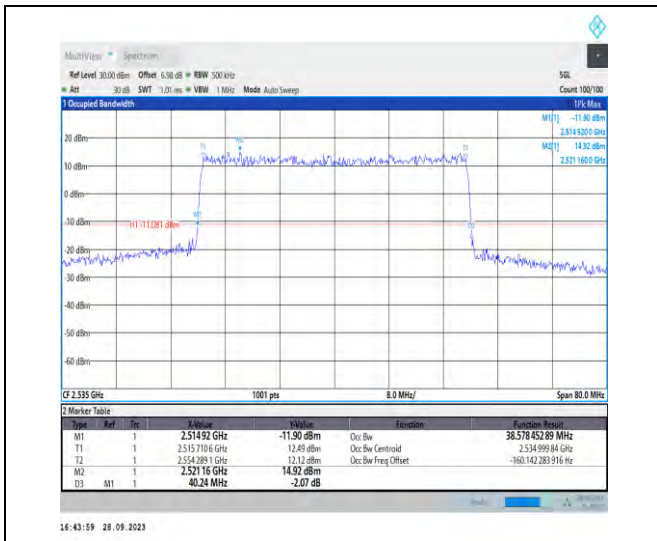 MultiView Spectrum
Ref Level 30.00 dBm Offset 6.98 dB RBW 500 kHz SGL
Att 30 dB SWT 1.01 ms VBW 1 MHz Mode Auto Sweep Count 100/100
1 Occupied Bandwidth 1Pk Max
M1[1] -11.90 dBm
2.514 920 0 GHz
M2[1] 14.92 dBm
2.521 160 0 GHz
20 dBm
10 dBm
0 dBm
-10 dBm
H1 -11.081 dBm
-20 dBm
-30 dBm
-40 dBm
-50 dBm
-60 dBm
T1
M2
M1
CF 2.535 GHz 1001 pts 8.0 MHz/ Span 80.0 MHz
2 Marker Table
Type Ref Trc X-Value Y-Value Function Function Result
M1 1 2.514 92 GHz -11.90 dBm Occ Bw 38.578 452 89 MHz
T1 1 2.515 710 6 GHz 12.49 dBm Occ Bw Centroid 2.534 999 84 GHz
T2 1 2.554 289 1 GHz 12.12 dBm Occ Bw Freq Offset -160.142 283 916 Hz
M2 1 2.521 16 GHz 14.92 dBm
D3 M1 1 40.24 MHz -2.07 dB
16:43:59 28.09.2023